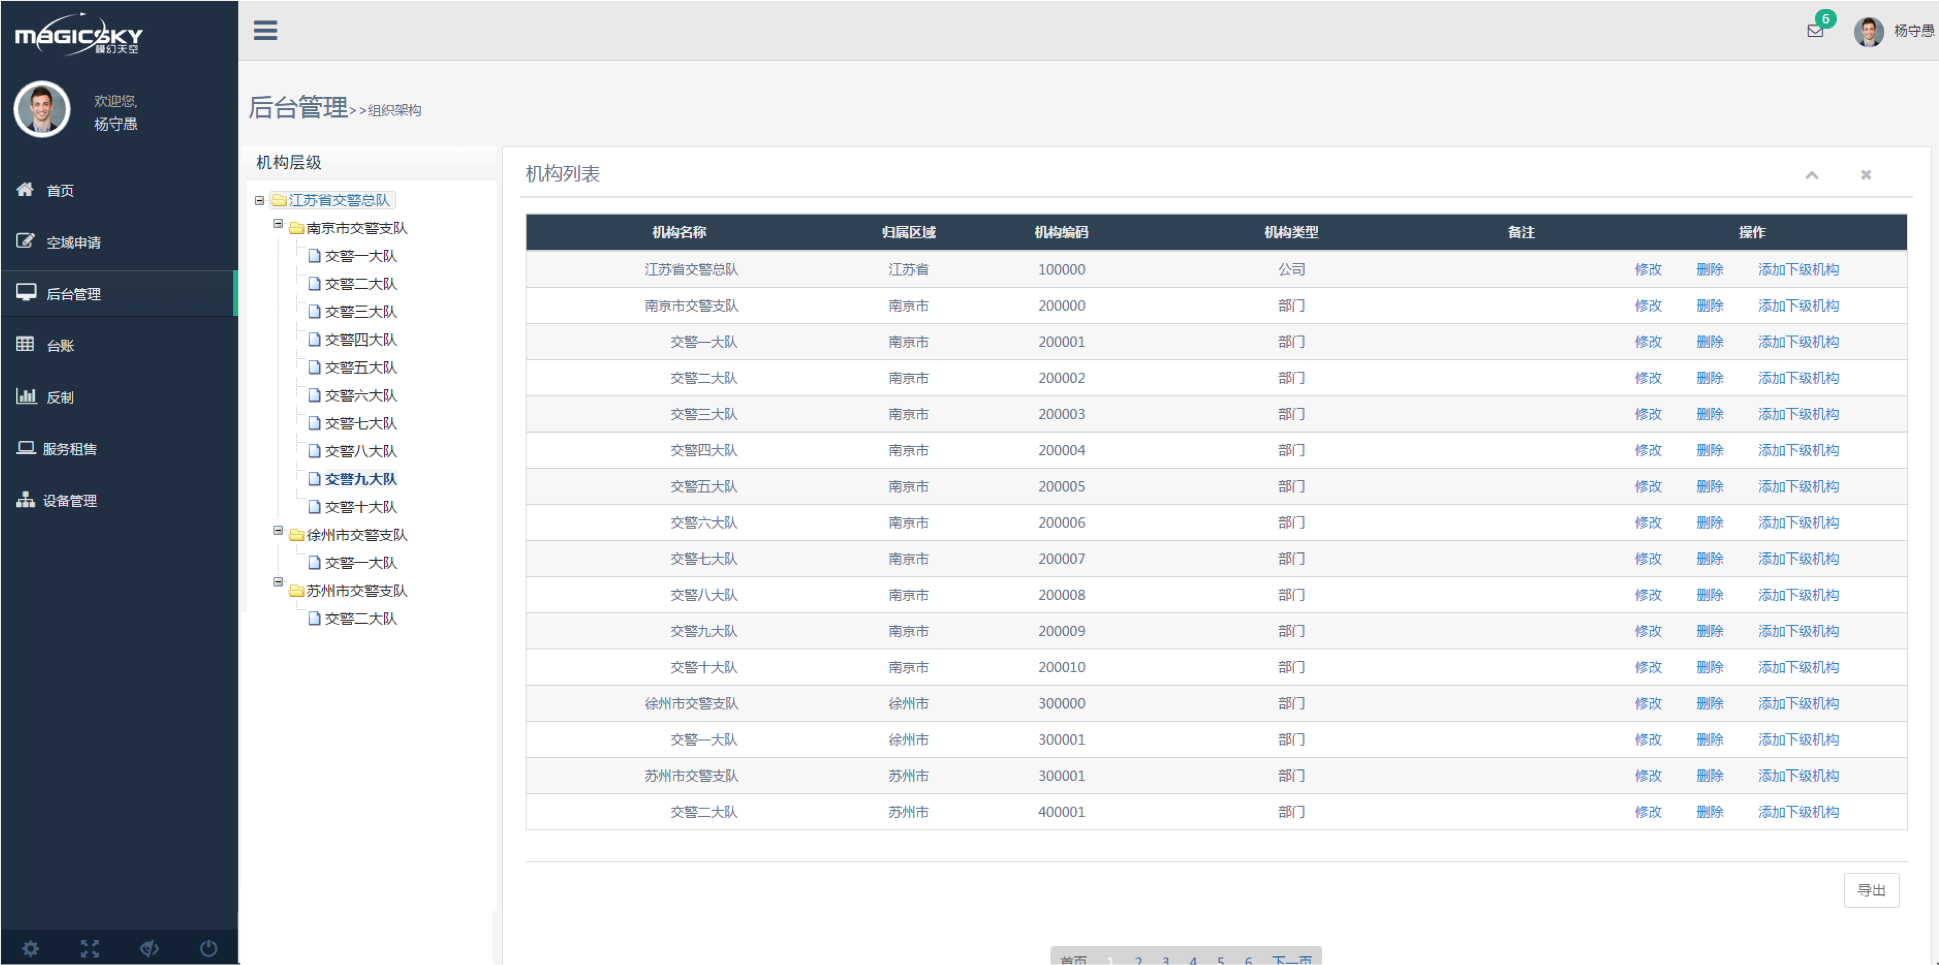 MAGICSKY
模幻天空
6
杨守愚
欢迎您,
杨守愚
首页
空域申请
后台管理
台账
反制
服务租售
设备管理
后台管理>>组织架构
机构层级
江苏省交警总队
南京市交警支队
交警一大队
交警二大队
交警三大队
交警四大队
交警五大队
交警六大队
交警七大队
交警八大队
交警九大队
交警十大队
徐州市交警支队
交警一大队
苏州市交警支队
交警二大队
机构列表
机构名称 归属区域 机构编码 机构类型 备注 操作
江苏省交警总队 江苏省 100000 公司 修改 删除 添加下级机构
南京市交警支队 南京市 200000 部门 修改 删除 添加下级机构
交警一大队 南京市 200001 部门 修改 删除 添加下级机构
交警二大队 南京市 200002 部门 修改 删除 添加下级机构
交警三大队 南京市 200003 部门 修改 删除 添加下级机构
交警四大队 南京市 200004 部门 修改 删除 添加下级机构
交警五大队 南京市 200005 部门 修改 删除 添加下级机构
交警六大队 南京市 200006 部门 修改 删除 添加下级机构
交警七大队 南京市 200007 部门 修改 删除 添加下级机构
交警八大队 南京市 200008 部门 修改 删除 添加下级机构
交警九大队 南京市 200009 部门 修改 删除 添加下级机构
交警十大队 南京市 200010 部门 修改 删除 添加下级机构
徐州市交警支队 徐州市 300000 部门 修改 删除 添加下级机构
交警一大队 徐州市 300001 部门 修改 删除 添加下级机构
苏州市交警支队 苏州市 300001 部门 修改 删除 添加下级机构
交警二大队 苏州市 400001 部门 修改 删除 添加下级机构
导出
首页 1 2 3 4 5 6 下一页